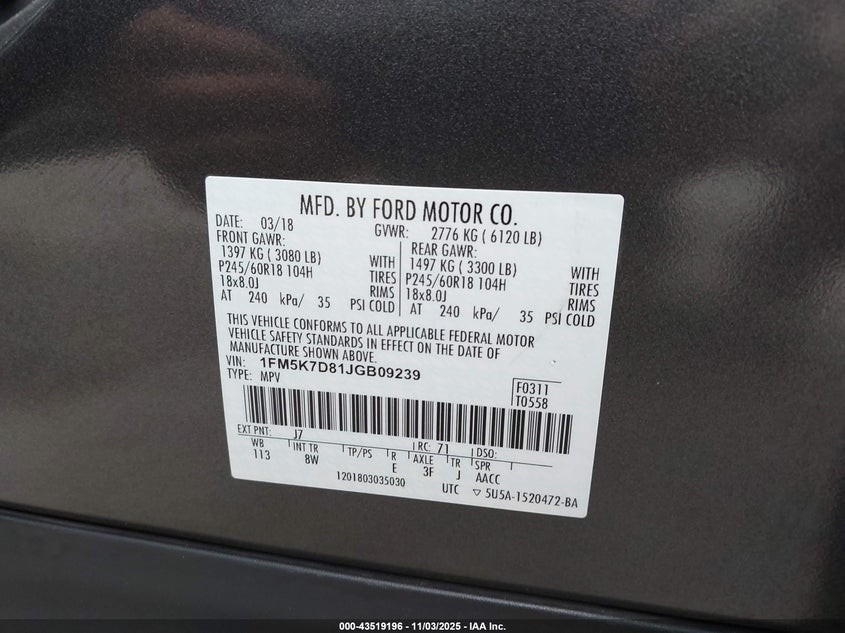 MFD. BY FORD MOTOR CO.
DATE: 03/18 GVWR: 2776 KG ( 6120 LB)
FRONT GAWR: REAR GAWR:
1397 KG ( 3080 LB) WITH 1497 KG ( 3300 LB) WITH
P245/60R18 104H TIRES P245/60R18 104H TIRES
18x8.0J RIMS 18x8.0J RIMS
AT 240 kPa/ 35 PSI COLD AT 240 kPa/ 35 PSI COLD
THIS VEHICLE CONFORMS TO ALL APPLICABLE FEDERAL MOTOR
VEHICLE SAFETY STANDARDS IN EFFECT ON THE DATE OF
MANUFACTURE SHOWN ABOVE.
VIN: 1FM5K7D81JGB09239
TYPE: MPV
F0311
T0558
EXT PNT: J7 RC: 71 DSO:
WB INT TR TP/PS R AXLE TR SPR
113 8W E 3F J AACC
1201803035030 UTC ▽ 5U5A-1520472-BA
000-43519196 - 11/03/2025 - IAA Inc.